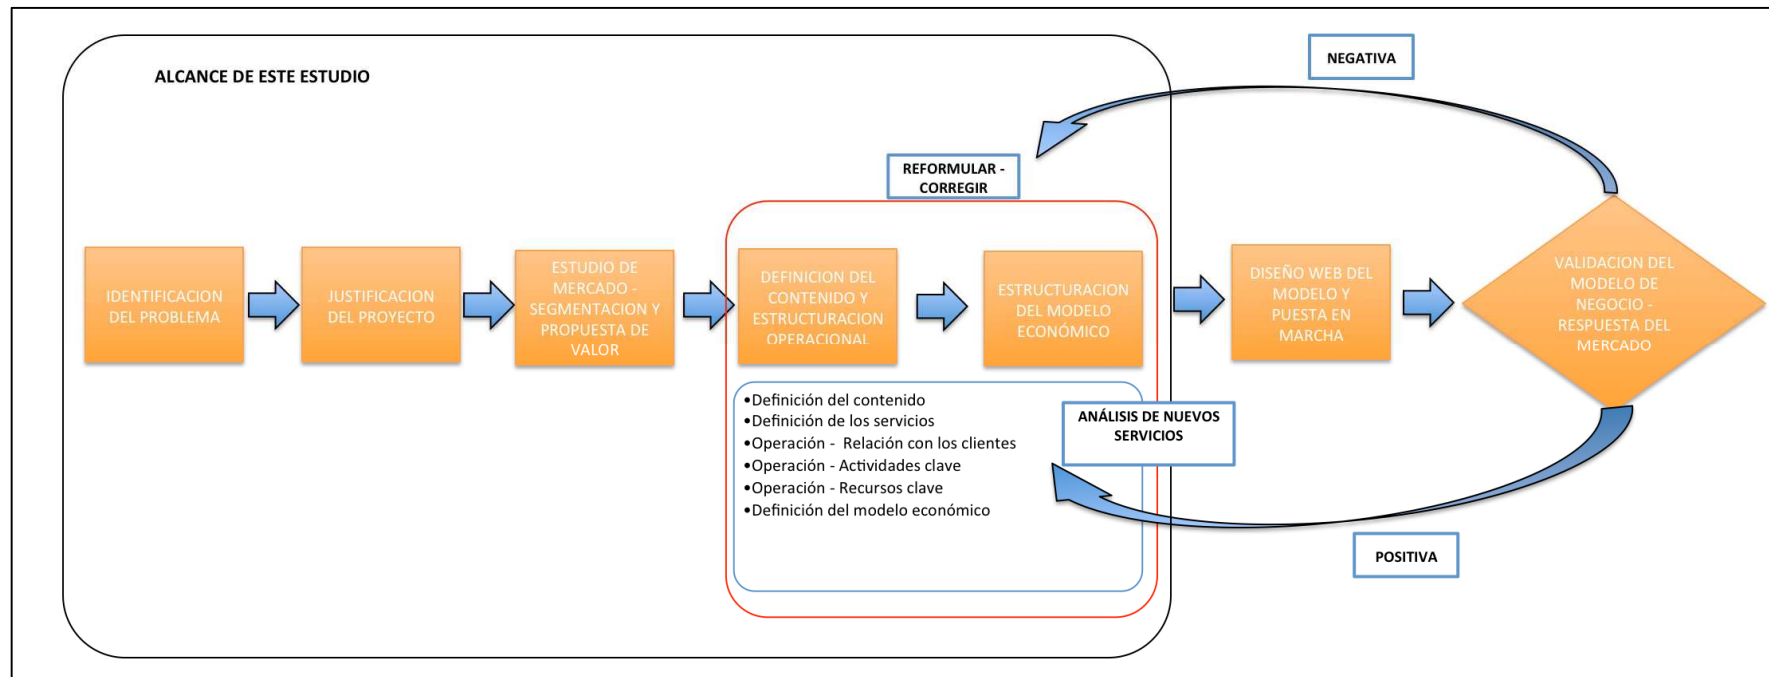 ALCANCE DE ESTE ESTUDIO
NEGATIVA
REFORMULAR -
CORREGIR
IDENTIFICACION
DEL PROBLEMA
JUSTIFICACION
DEL PROYECTO
ESTUDIO DE
MERCADO -
SEGMENTACION Y
PROPUESTA DE
VALOR
DEFINICION DEL
CONTENIDO Y
ESTRUCTURACION
OPERACIONAL
ESTRUCTURACION
DEL MODELO
ECONÓMICO
DISEÑO WEB DEL
MODELO Y
PUESTA EN
MARCHA
VALIDACION DEL
MODELO DE
NEGOCIO -
RESPUESTA DEL
MERCADO
•Definición del contenido
•Definición de los servicios
•Operación - Relación con los clientes
•Operación - Actividades clave
•Operación - Recursos clave
•Definición del modelo económico
ANÁLISIS DE NUEVOS
SERVICIOS
POSITIVA